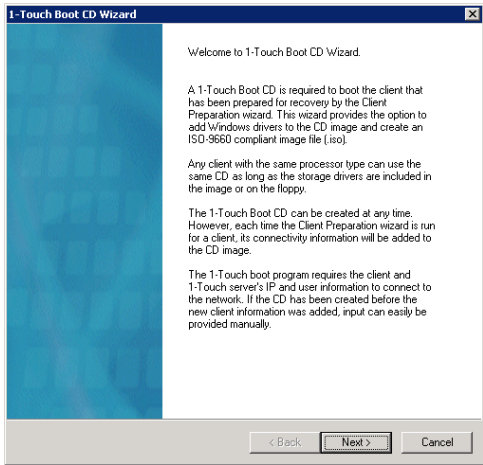 1-Touch Boot CD Wizard
Welcome to 1-Touch Boot CD Wizard.
A 1-Touch Boot CD is required to boot the client that
has been prepared for recovery by the Client
Preparation wizard. This wizard provides the option to
add Windows drivers to the CD image and create an
ISO-9660 compliant image file (.iso).
Any client with the same processor type can use the
same CD as long as the storage drivers are included in
the image or on the floppy.
The 1-Touch Boot CD can be created at any time.
However, each time the Client Preparation wizard is run
for a client, its connectivity information will be added to
the CD image.
The 1-Touch boot program requires the client and
1-Touch server's IP and user information to connect to
the network. If the CD has been created before the
new client information was added, input can easily be
provided manually.
< Back Next > Cancel